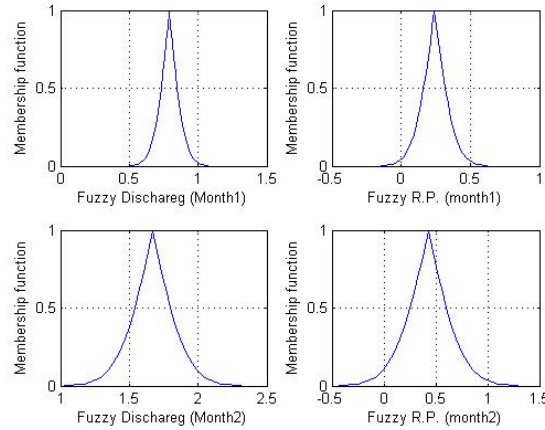 1
0.5
0
0 0.5 1 1.5
Membership function
Fuzzy Dischareg (Month1)
1
0.5
0
-0.5 0 0.5 1
Membership function
Fuzzy R.P. (month1)
1
0.5
0
1 1.5 2 2.5
Membership function
Fuzzy Dischareg (Month2)
1
0.5
0
-0.5 0 0.5 1 1.5
Membership function
Fuzzy R.P. (month2)